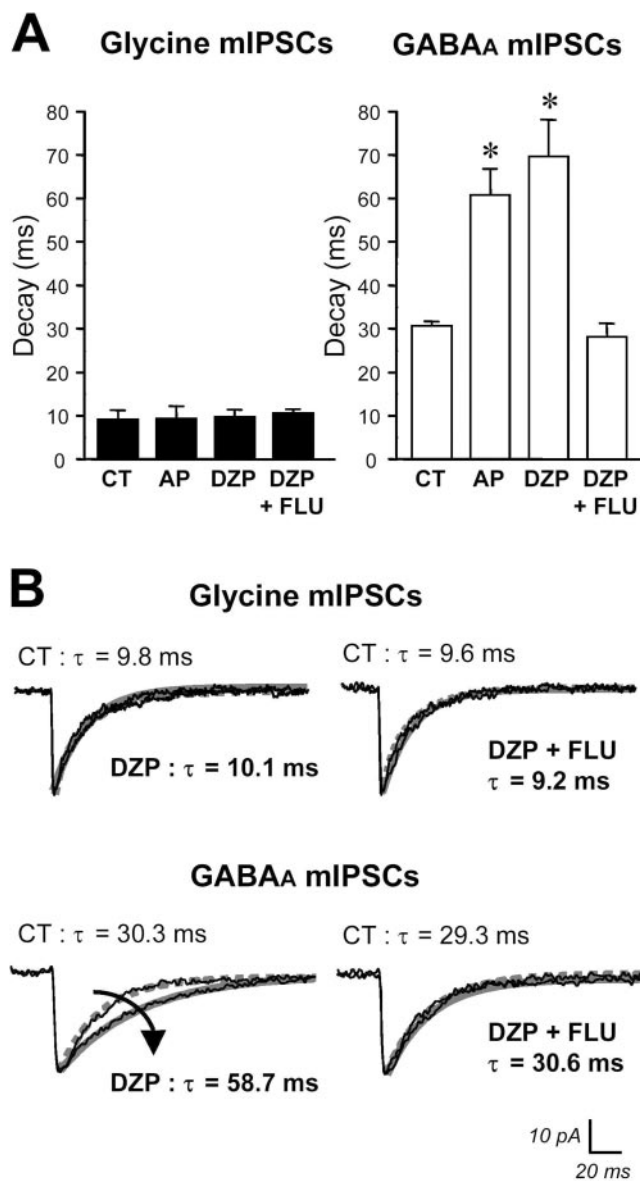 A
Glycine mIPSCs
GABAA mIPSCs
Decay (ms)
80
70
60
50
40
30
20
10
0
CT AP DZP DZP
+ FLU
Decay (ms)
80
70
60
50
40
30
20
10
0
* *
CT AP DZP DZP
+ FLU
B
Glycine mIPSCs
CT : τ = 9.8 ms
DZP : τ = 10.1 ms
CT : τ = 9.6 ms
DZP + FLU
τ = 9.2 ms
GABAA mIPSCs
CT : τ = 30.3 ms
DZP : τ = 58.7 ms
CT : τ = 29.3 ms
DZP + FLU
τ = 30.6 ms
10 pA
20 ms